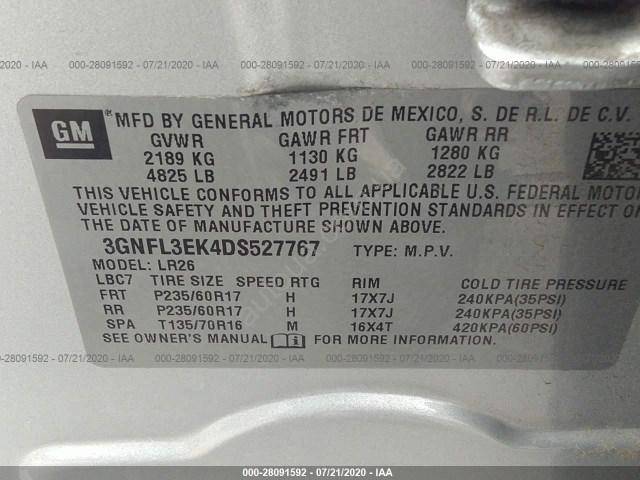 000-28091592 - 07/21/2020 - IAA
GM
MFD BY GENERAL MOTORS DE MEXICO, S. DE R.L. DE C.V.
GVWR GAWR FRT GAWR RR
2189 KG 1130 KG 1280 KG
4825 LB 2491 LB 2822 LB
THIS VEHICLE CONFORMS TO ALL APPLICABLE U.S. FEDERAL MOTOR
VEHICLE SAFETY AND THEFT PREVENTION STANDARDS IN EFFECT ON
THE DATE OF MANUFACTURE SHOWN ABOVE.
3GNFL3EK4DS527767 TYPE: M.P.V.
MODEL: LR26
LBC7 TIRE SIZE SPEED RTG RIM COLD TIRE PRESSURE
FRT P235/60R17 H 17X7J 240KPA(35PSI)
RR P235/60R17 H 17X7J 240KPA(35PSI)
SPA T135/70R16 M 16X4T 420KPA(60PSI)
SEE OWNER'S MANUAL FOR MORE INFORMATION.
000-28091592 - 07/21/2020 - IAA
000-28091592 - 07/21/2020 - IAA